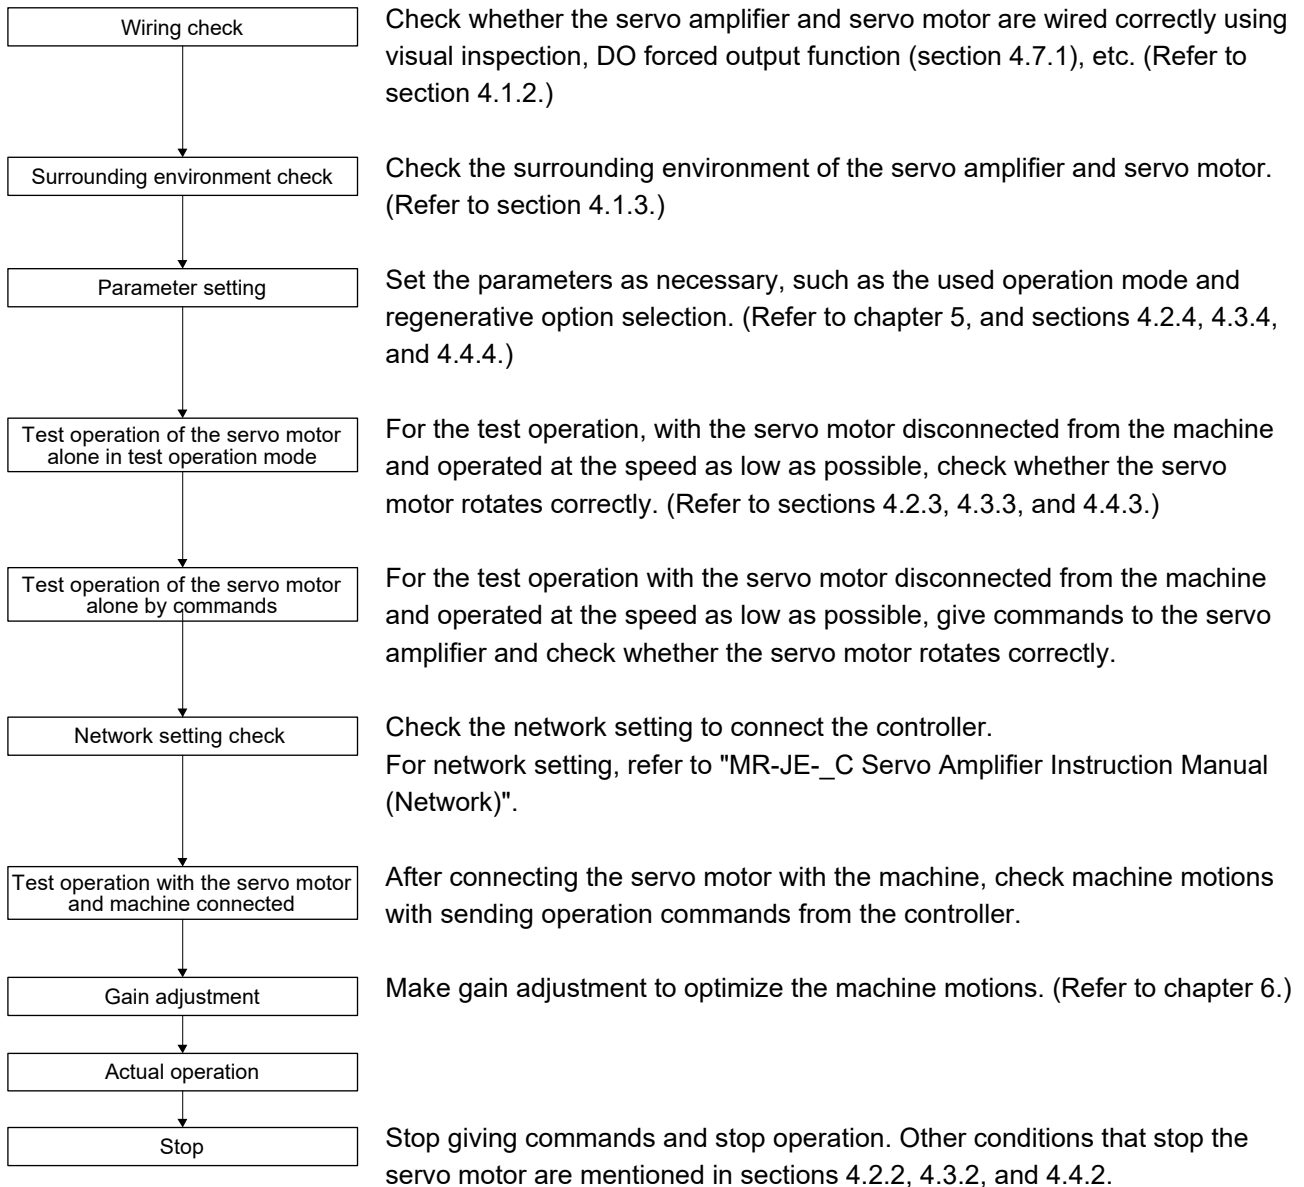 Wiring check
Check whether the servo amplifier and servo motor are wired correctly using
visual inspection, DO forced output function (section 4.7.1), etc. (Refer to
section 4.1.2.)
Surrounding environment check
Check the surrounding environment of the servo amplifier and servo motor.
(Refer to section 4.1.3.)
Parameter setting
Set the parameters as necessary, such as the used operation mode and
regenerative option selection. (Refer to chapter 5, and sections 4.2.4, 4.3.4,
and 4.4.4.)
Test operation of the servo motor
alone in test operation mode
For the test operation, with the servo motor disconnected from the machine
and operated at the speed as low as possible, check whether the servo
motor rotates correctly. (Refer to sections 4.2.3, 4.3.3, and 4.4.3.)
Test operation of the servo motor
alone by commands
For the test operation with the servo motor disconnected from the machine
and operated at the speed as low as possible, give commands to the servo
amplifier and check whether the servo motor rotates correctly.
Network setting check
Check the network setting to connect the controller.
For network setting, refer to "MR-JE-_C Servo Amplifier Instruction Manual
(Network)".
Test operation with the servo motor
and machine connected
After connecting the servo motor with the machine, check machine motions
with sending operation commands from the controller.
Gain adjustment
Make gain adjustment to optimize the machine motions. (Refer to chapter 6.)
Actual operation
Stop
Stop giving commands and stop operation. Other conditions that stop the
servo motor are mentioned in sections 4.2.2, 4.3.2, and 4.4.2.